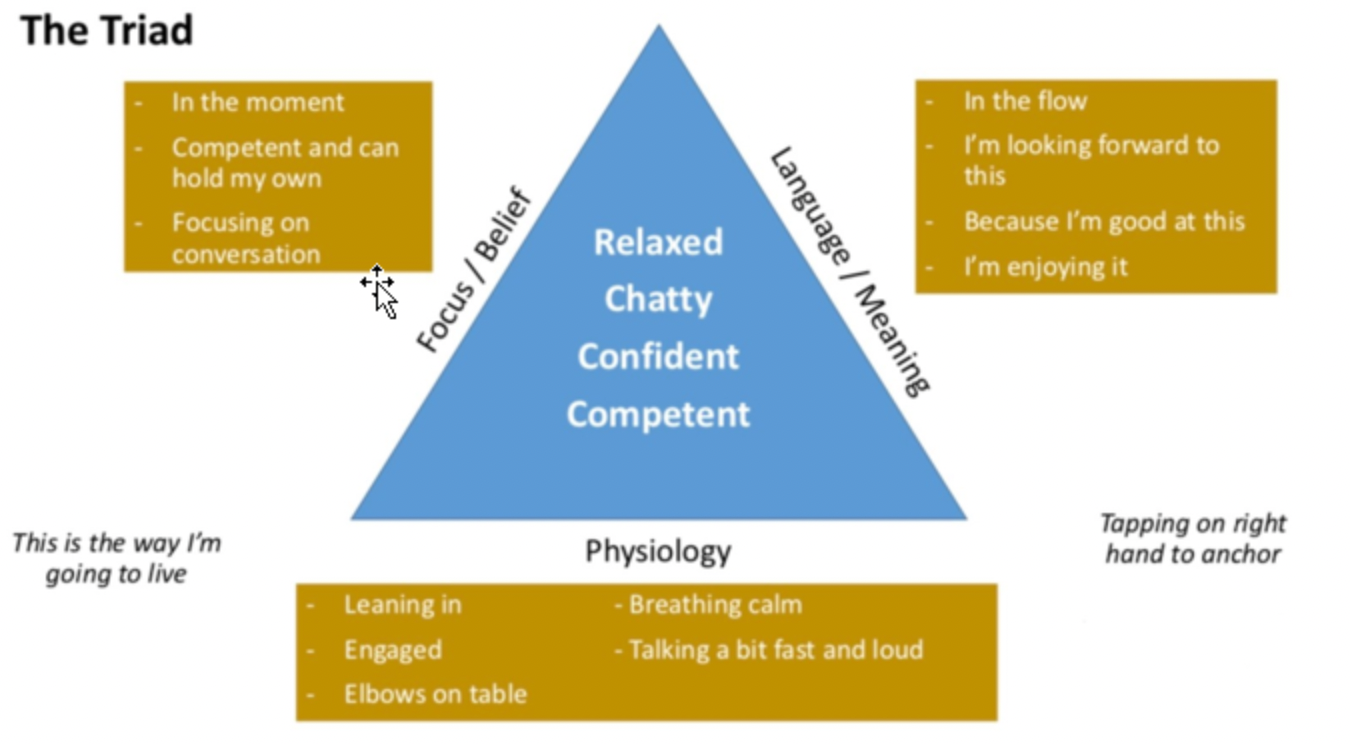 The Triad
- In the moment
- Competent and can
hold my own
- Focusing on
conversation
Focus / Belief
Relaxed
Chatty
Confident
Competent
Language / Meaning
- In the flow
- I'm looking forward to
this
- Because I'm good at this
- I'm enjoying it
This is the way I'm
going to live
Physiology
Tapping on right
hand to anchor
- Leaning in
- Engaged
- Elbows on table
- Breathing calm
- Talking a bit fast and loud